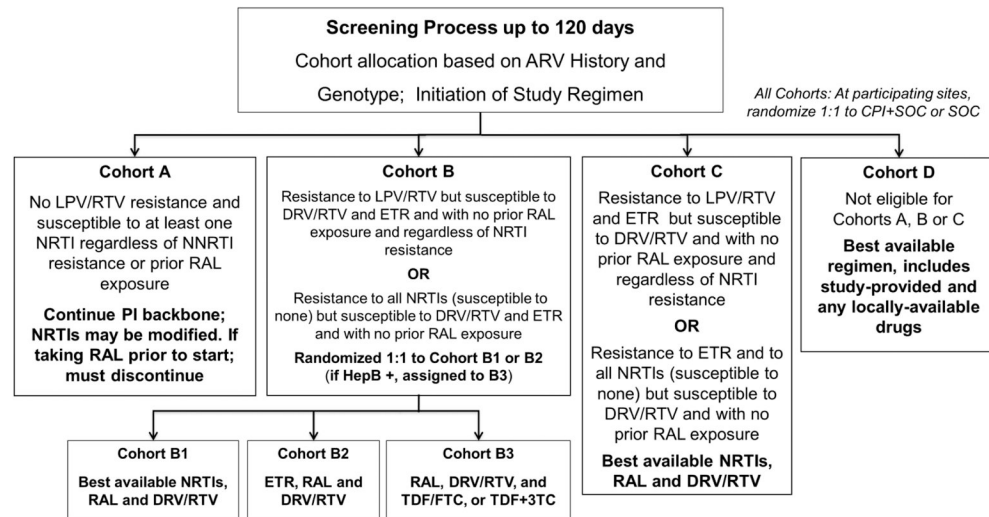 Screening Process up to 120 days
Cohort allocation based on ARV History and
Genotype; Initiation of Study Regimen
All Cohorts: At participating sites,
randomize 1:1 to CPI+SOC or SOC
Cohort A
No LPV/RTV resistance and
susceptible to at least one
NRTI regardless of NNRTI
resistance or prior RAL
exposure
Continue PI backbone;
NRTIs may be modified. If
taking RAL prior to start;
must discontinue
Cohort B
Resistance to LPV/RTV but susceptible to
DRV/RTV and ETR and with no prior RAL
exposure and regardless of NRTI
resistance
OR
Resistance to all NRTIs (susceptible to
none) but susceptible to DRV/RTV and ETR
and with no prior RAL exposure
Randomized 1:1 to Cohort B1 or B2
(if HepB +, assigned to B3)
Cohort C
Resistance to LPV/RTV
and ETR but susceptible
to DRV/RTV and with no
prior RAL exposure and
regardless of NRTI
resistance
OR
Resistance to ETR and to
all NRTIs (susceptible to
none) but susceptible to
DRV/RTV and with no
prior RAL exposure
Best available NRTIs,
RAL and DRV/RTV
Cohort D
Not eligible for
Cohorts A, B or C
Best available
regimen, includes
study-provided and
any locally-available
drugs
Cohort B1
Best available NRTIs,
RAL and DRV/RTV
Cohort B2
ETR, RAL and
DRV/RTV
Cohort B3
RAL, DRV/RTV, and
TDF/FTC, or TDF+3TC